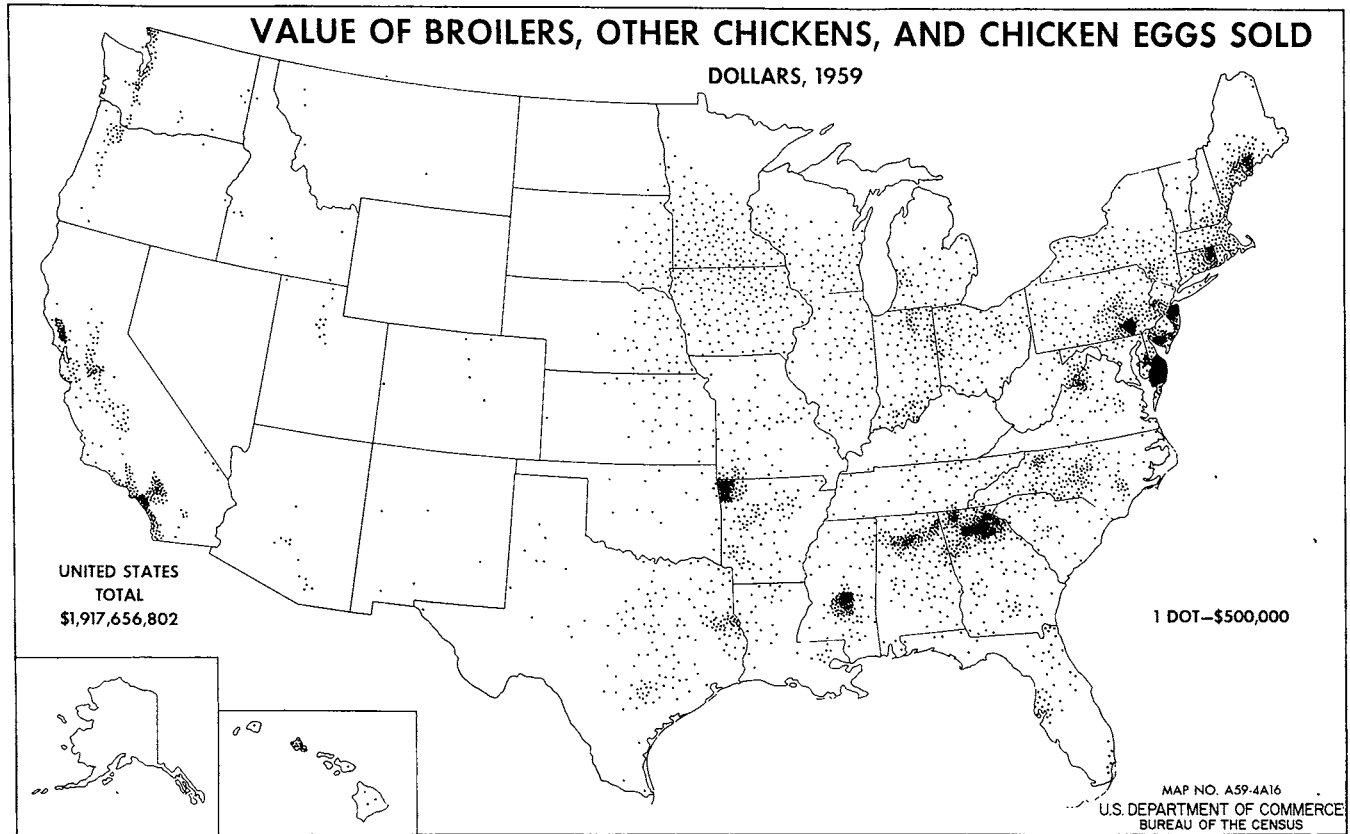 VALUE OF BROILERS, OTHER CHICKENS, AND CHICKEN EGGS SOLD
DOLLARS, 1959
UNITED STATES
TOTAL
$1,917,656,802
1 DOT—$500,000
MAP NO. A59-4A16
U.S. DEPARTMENT OF COMMERCE
BUREAU OF THE CENSUS